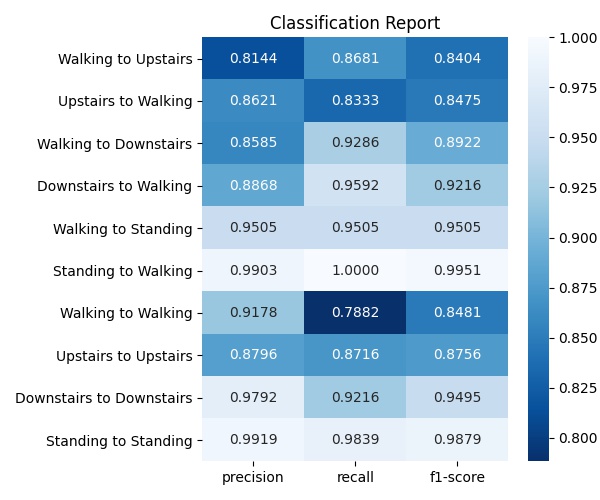 Classification Report
Walking to Upstairs 0.8144 0.8681 0.8404
Upstairs to Walking 0.8621 0.8333 0.8475
Walking to Downstairs 0.8585 0.9286 0.8922
Downstairs to Walking 0.8868 0.9592 0.9216
Walking to Standing 0.9505 0.9505 0.9505
Standing to Walking 0.9903 1.0000 0.9951
Walking to Walking 0.9178 0.7882 0.8481
Upstairs to Upstairs 0.8796 0.8716 0.8756
Downstairs to Downstairs 0.9792 0.9216 0.9495
Standing to Standing 0.9919 0.9839 0.9879
precision recall f1-score
1.000
0.975
0.950
0.925
0.900
0.875
0.850
0.825
0.800